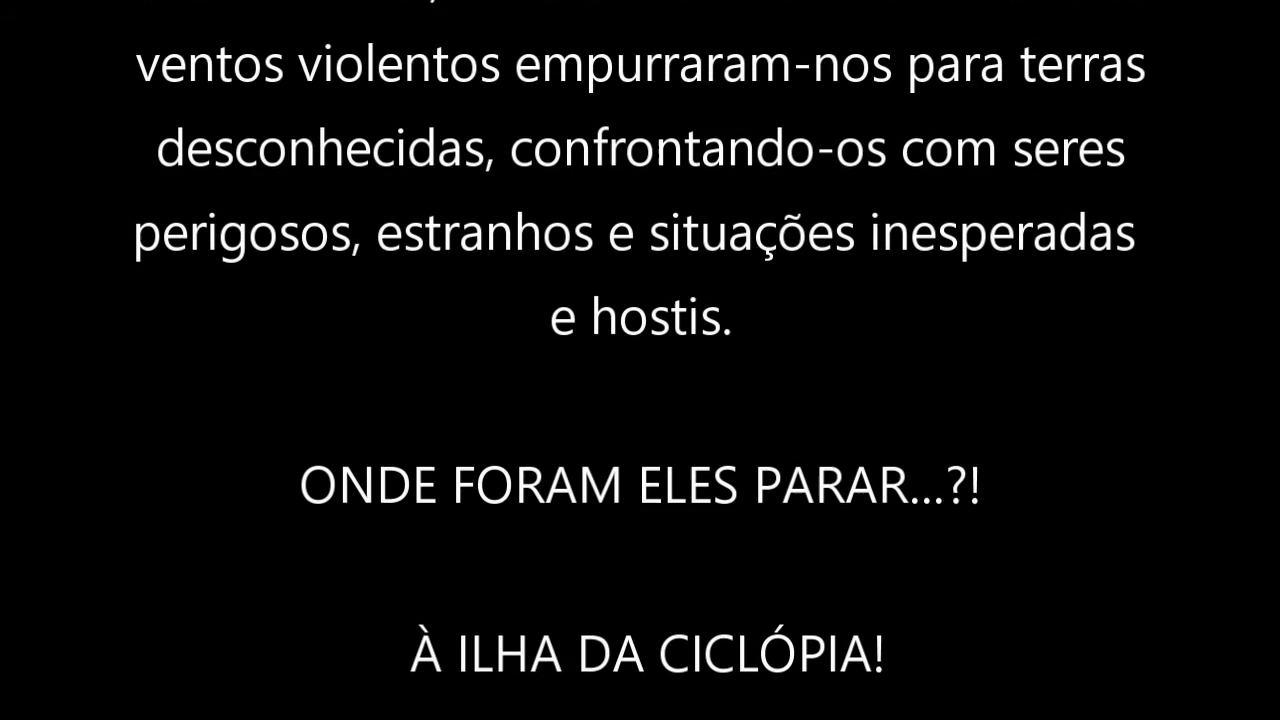 ventos violentos empurraram-nos para terras
desconhecidas, confrontando-os com seres
perigosos, estranhos e situações inesperadas
e hostis.
ONDE FORAM ELES PARAR...?!
À ILHA DA CICLÓPIA!